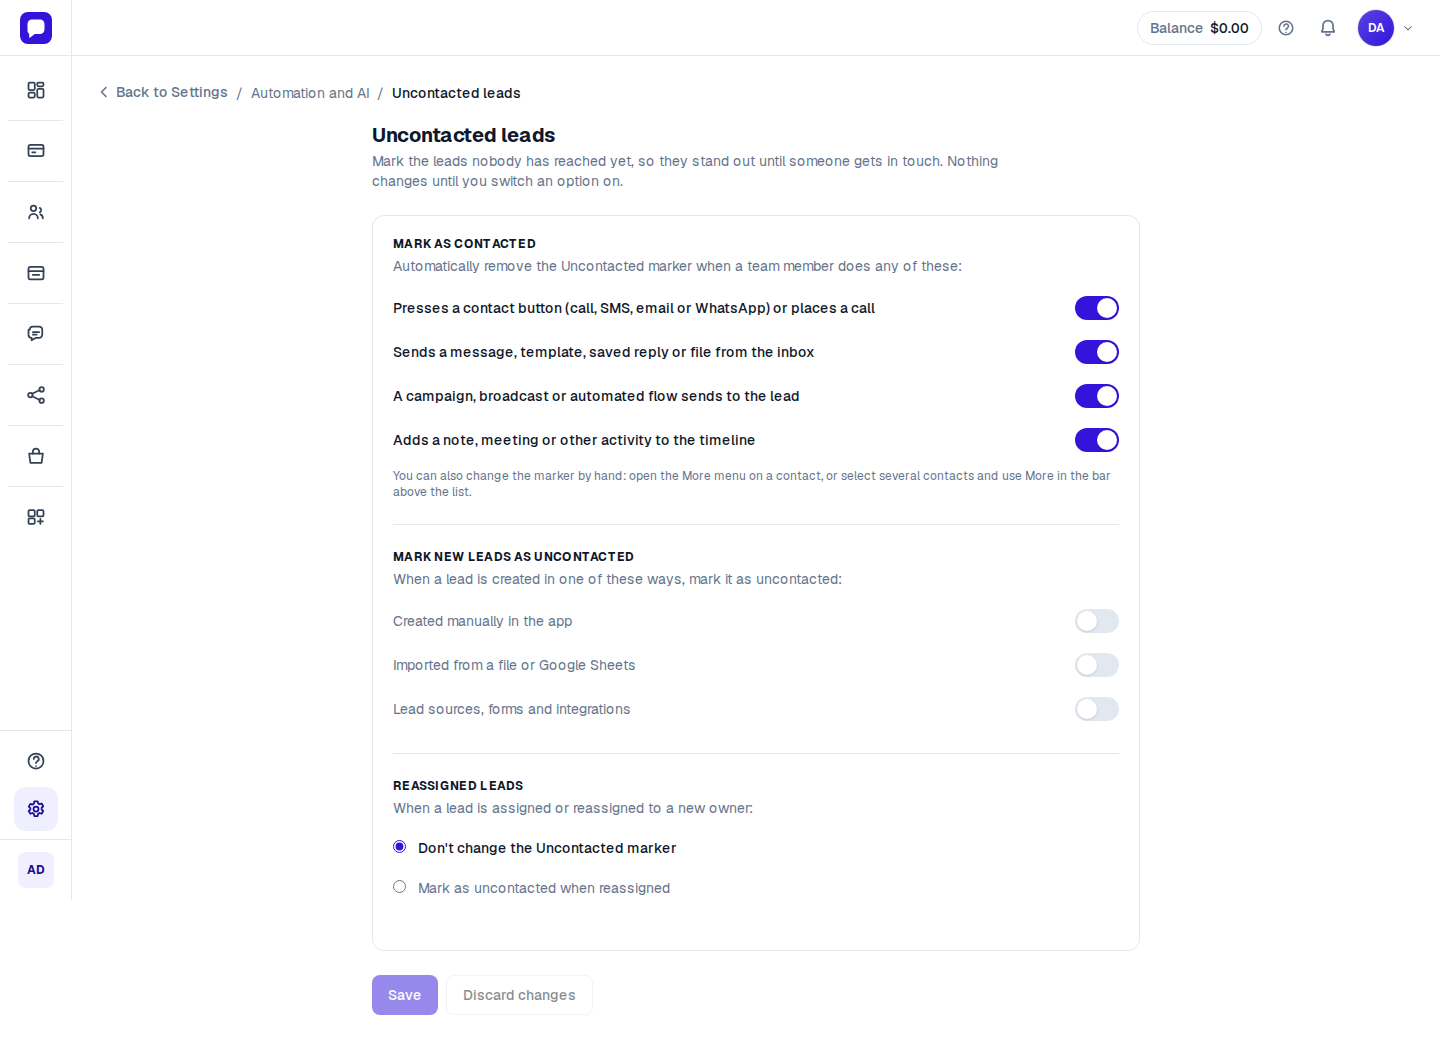 Balance $0.00
DA
Back to Settings / Automation and AI / Uncontacted leads
Uncontacted leads
Mark the leads nobody has reached yet, so they stand out until someone gets in touch. Nothing
changes until you switch an option on.
MARK AS CONTACTED
Automatically remove the Uncontacted marker when a team member does any of these:
Presses a contact button (call, SMS, email or WhatsApp) or places a call
Sends a message, template, saved reply or file from the inbox
A campaign, broadcast or automated flow sends to the lead
Adds a note, meeting or other activity to the timeline
You can also change the marker by hand: open the More menu on a contact, or select several contacts and use More in the bar
above the list.
MARK NEW LEADS AS UNCONTACTED
When a lead is created in one of these ways, mark it as uncontacted:
Created manually in the app
Imported from a file or Google Sheets
Lead sources, forms and integrations
REASSIGNED LEADS
When a lead is assigned or reassigned to a new owner:
Don't change the Uncontacted marker
Mark as uncontacted when reassigned
AD
Save
Discard changes